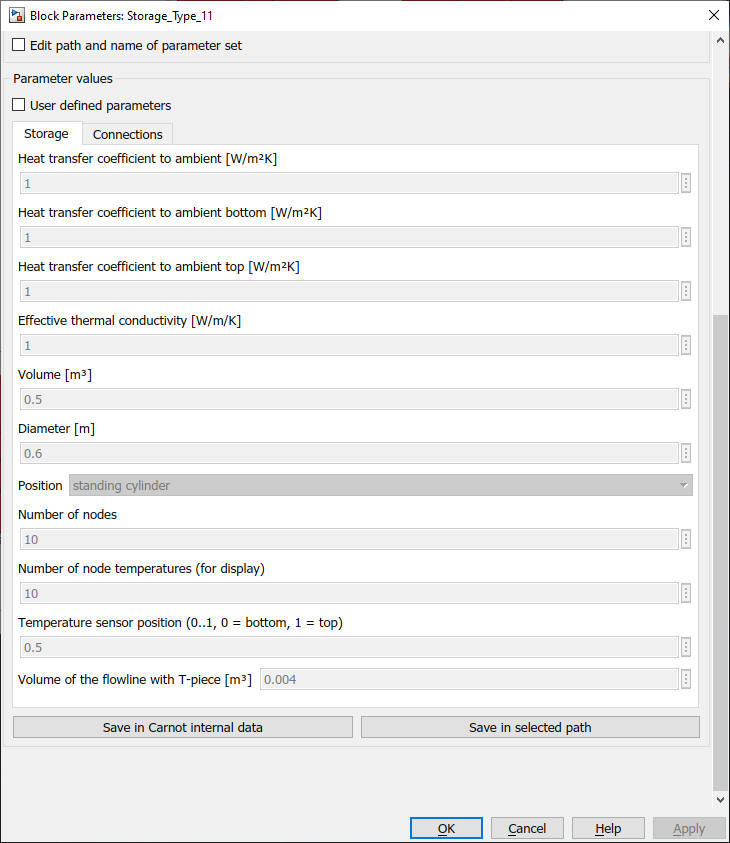 Block Parameters: Storage_Type_11
Edit path and name of parameter set
Parameter values
User defined parameters
Storage Connections
Heat transfer coefficient to ambient [W/m²K]
1
Heat transfer coefficient to ambient bottom [W/m²K]
1
Heat transfer coefficient to ambient top [W/m²K]
1
Effective thermal conductivity [W/m/K]
1
Volume [m³]
0.5
Diameter [m]
0.6
Position standing cylinder
Number of nodes
10
Number of node temperatures (for display)
10
Temperature sensor position (0..1, 0 = bottom, 1 = top)
0.5
Volume of the flowline with T-piece [m³] 0.004
Save in Carnot internal data Save in selected path
OK Cancel Help Apply